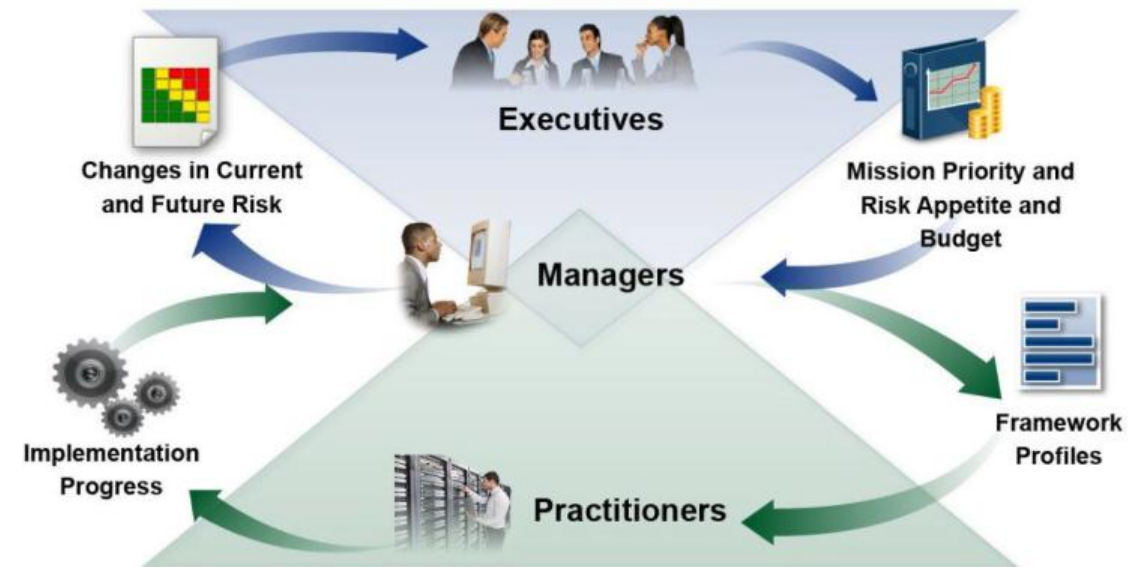 Executives
Changes in Current
and Future Risk
Mission Priority and
Risk Appetite and
Budget
Managers
Implementation
Progress
Framework
Profiles
Practitioners